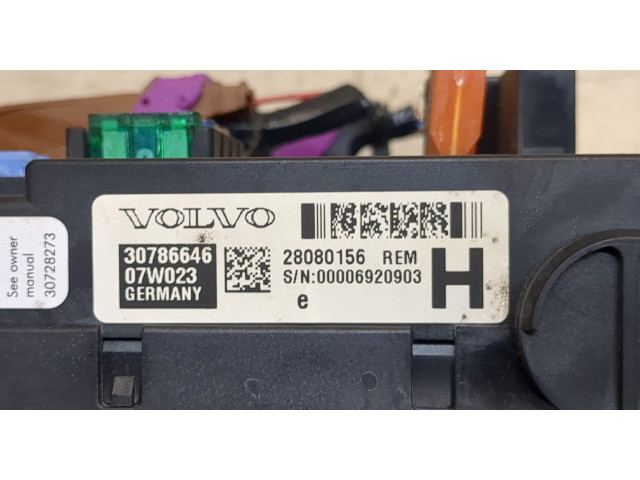 VOLVO
30786646
07W023
GERMANY
28080156 REM
S/N:00006920903
e
H
See owner
manual
30728273